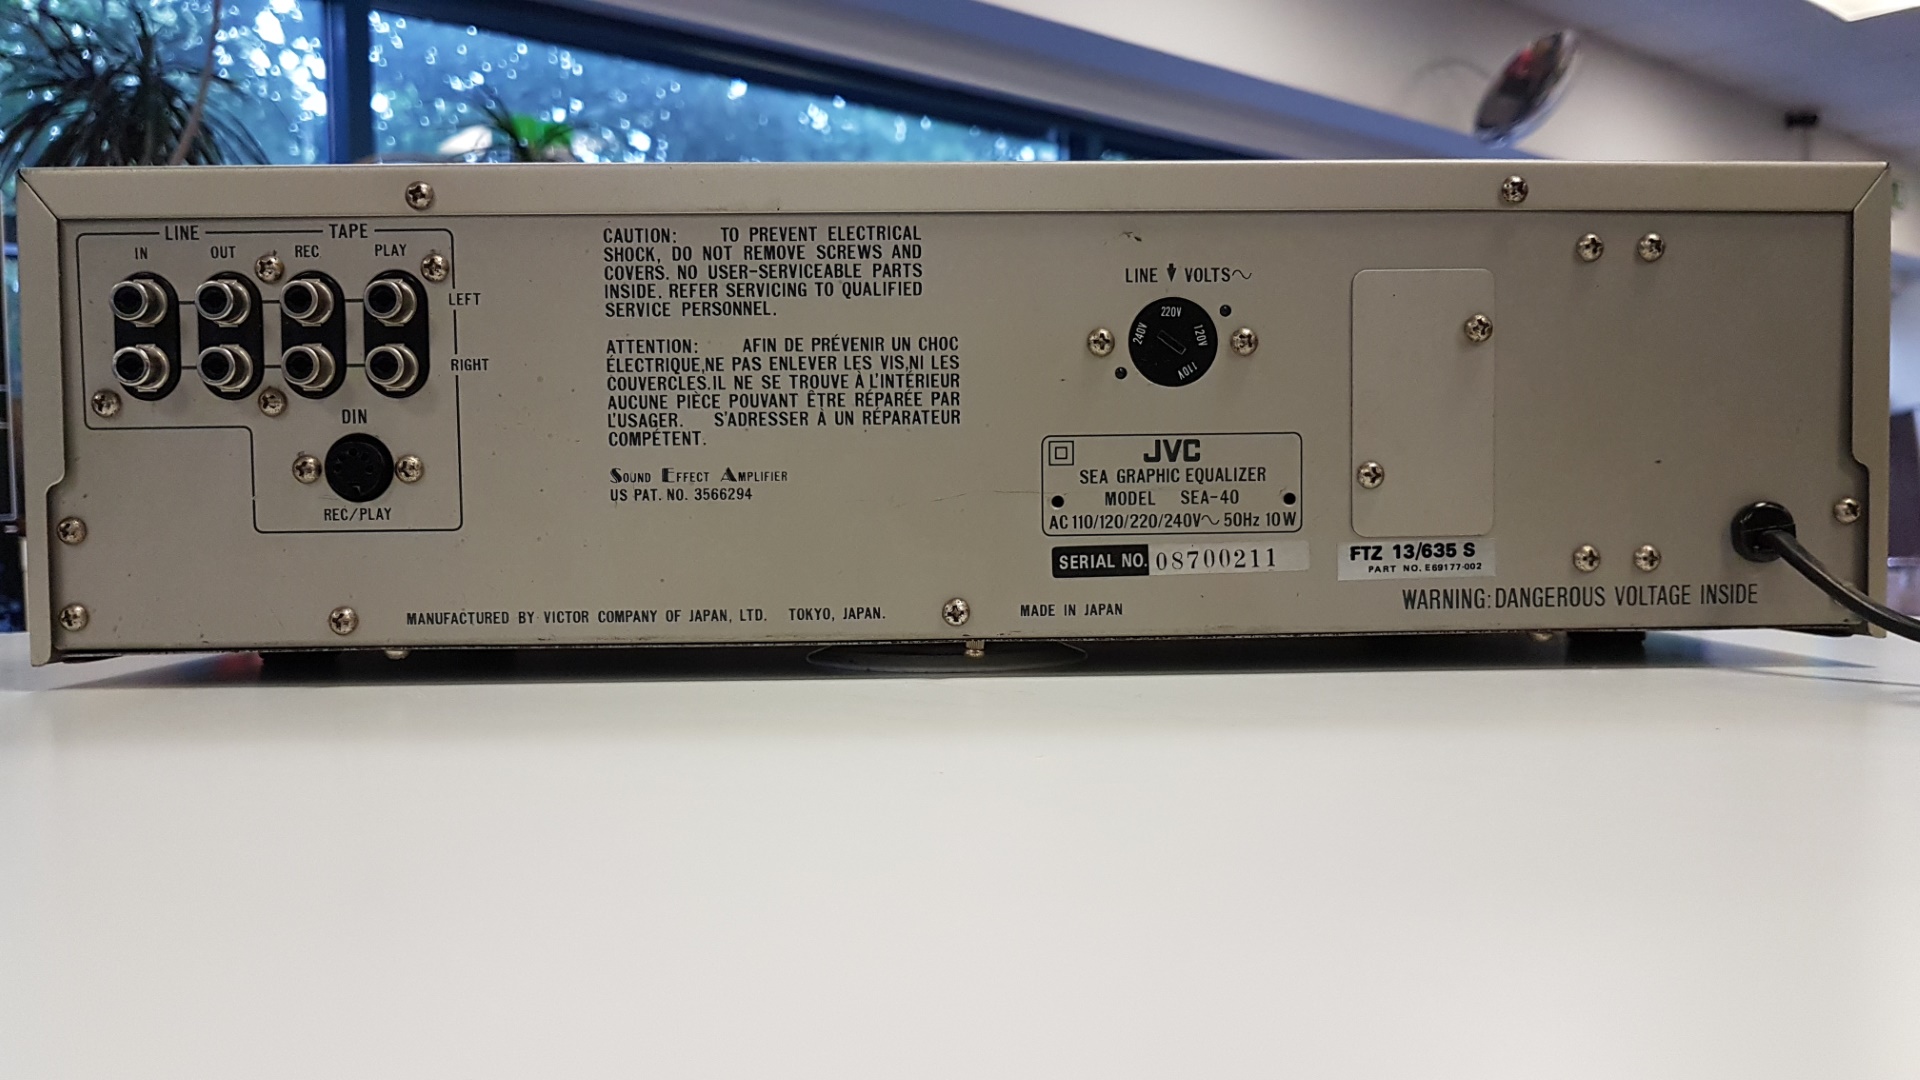 LINE TAPE
IN OUT REC PLAY
LEFT
RIGHT
DIN
REC/PLAY
CAUTION: TO PREVENT ELECTRICAL
SHOCK, DO NOT REMOVE SCREWS AND
COVERS. NO USER-SERVICEABLE PARTS
INSIDE. REFER SERVICING TO QUALIFIED
SERVICE PERSONNEL.
ATTENTION: AFIN DE PRÉVENIR UN CHOC
ÉLECTRIQUE,NE PAS ENLEVER LES VIS,NI LES
COUVERCLES.IL NE SE TROUVE À L'INTÉRIEUR
AUCUNE PIÈCE POUVANT ÊTRE RÉPARÉE PAR
L'USAGER. S'ADRESSER À UN RÉPARATEUR
COMPÉTENT.
SOUND EFFECT AMPLIFIER
US PAT. NO. 3566294
MANUFACTURED BY VICTOR COMPANY OF JAPAN, LTD. TOKYO, JAPAN.
LINE VOLTS~
220V
240V
120V
110V
JVC
SEA GRAPHIC EQUALIZER
MODEL SEA-40
AC 110/120/220/240V~ 50Hz 10W
SERIAL NO. 08700211
MADE IN JAPAN
FTZ 13/635 S
PART NO. E69177-002
WARNING: DANGEROUS VOLTAGE INSIDE